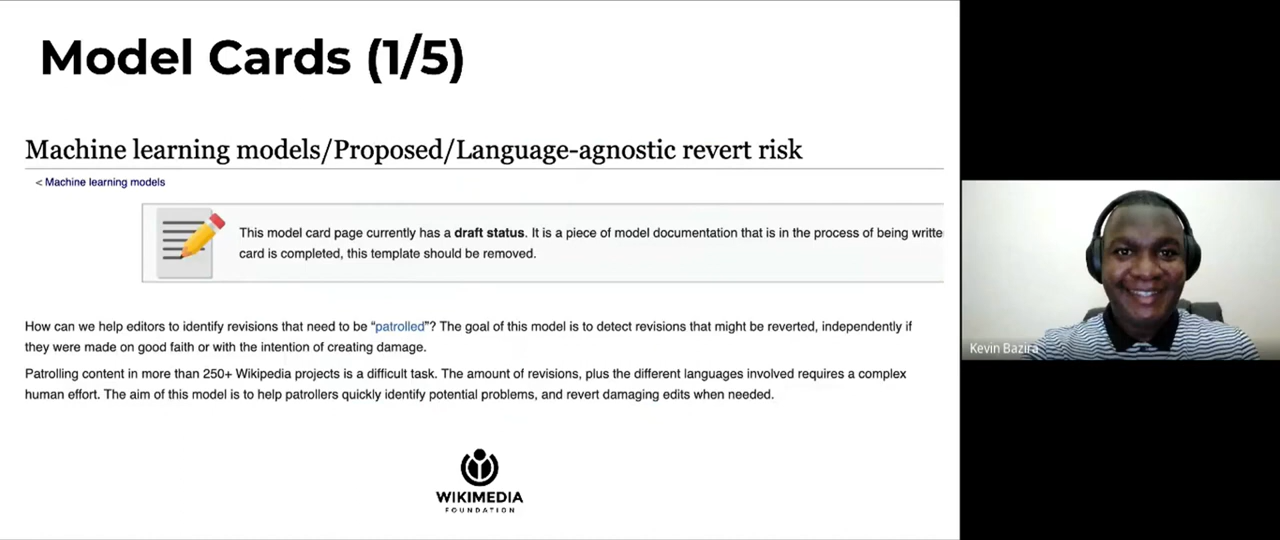 Model Cards (1/5)
Machine learning models/Proposed/Language-agnostic revert risk
< Machine learning models
This model card page currently has a draft status. It is a piece of model documentation that is in the process of being writte
card is completed, this template should be removed.
How can we help editors to identify revisions that need to be “patrolled”? The goal of this model is to detect revisions that might be reverted, independently if
they were made on good faith or with the intention of creating damage.
Patrolling content in more than 250+ Wikipedia projects is a difficult task. The amount of revisions, plus the different languages involved requires a complex
human effort. The aim of this model is to help patrollers quickly identify potential problems, and revert damaging edits when needed.
WIKIMEDIA
FOUNDATION
Kevin Bazira